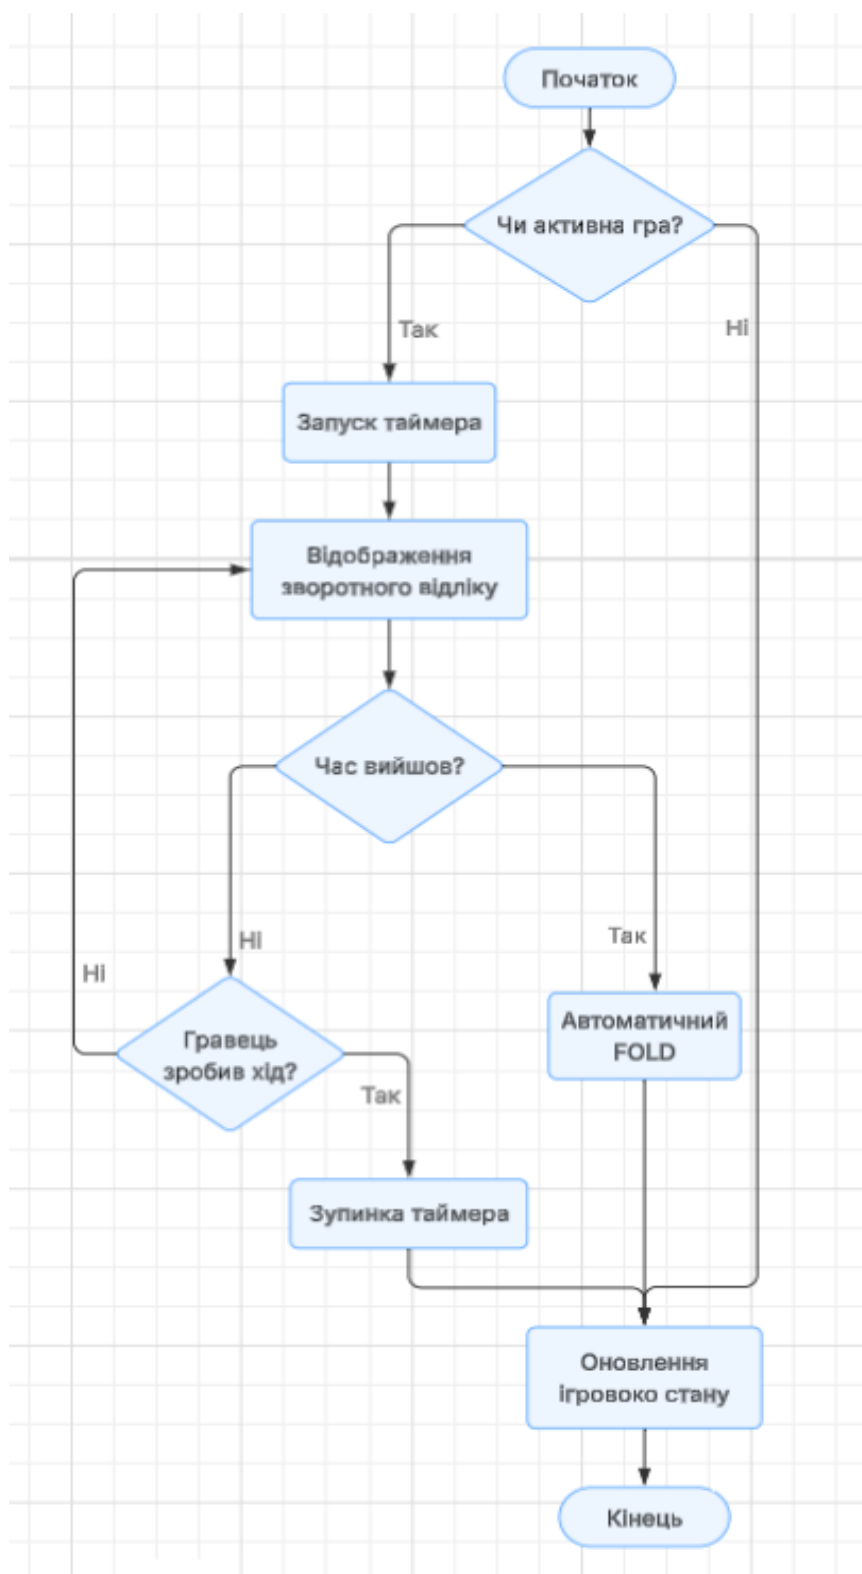 Початок
Чи активна гра?
Так
Ні
Запуск таймера
Відображення
зворотного відліку
Час вийшов?
Ні
Так
Ні
Гравець
зробив хід?
Автоматичний
FOLD
Так
Зупинка таймера
Оновлення
ігровоко стану
Кінець